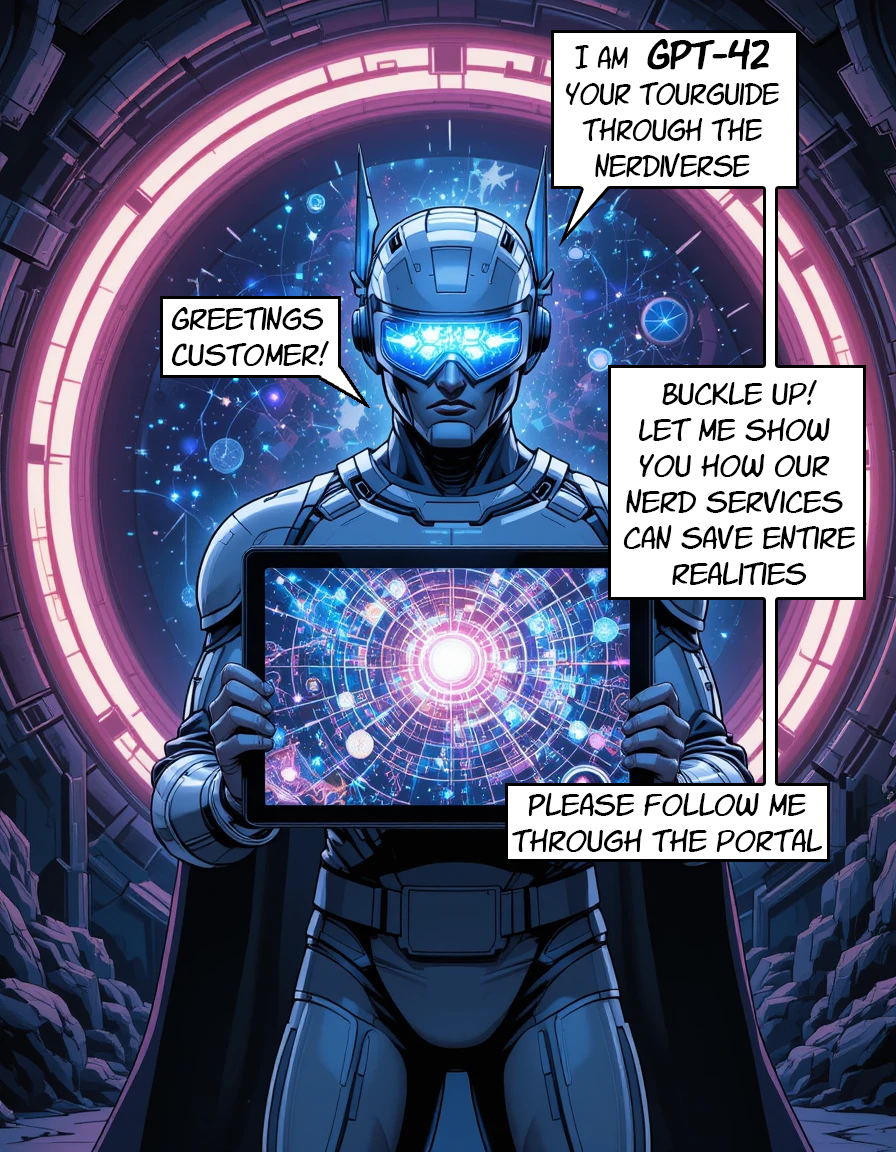 GREETINGS
CUSTOMER!
I AM GPT-42
YOUR TOURGUIDE
THROUGH THE
NERDIVERSE
BUCKLE UP!
LET ME SHOW
YOU HOW OUR
NERD SERVICES
CAN SAVE ENTIRE
REALITIES
PLEASE FOLLOW ME
THROUGH THE PORTAL